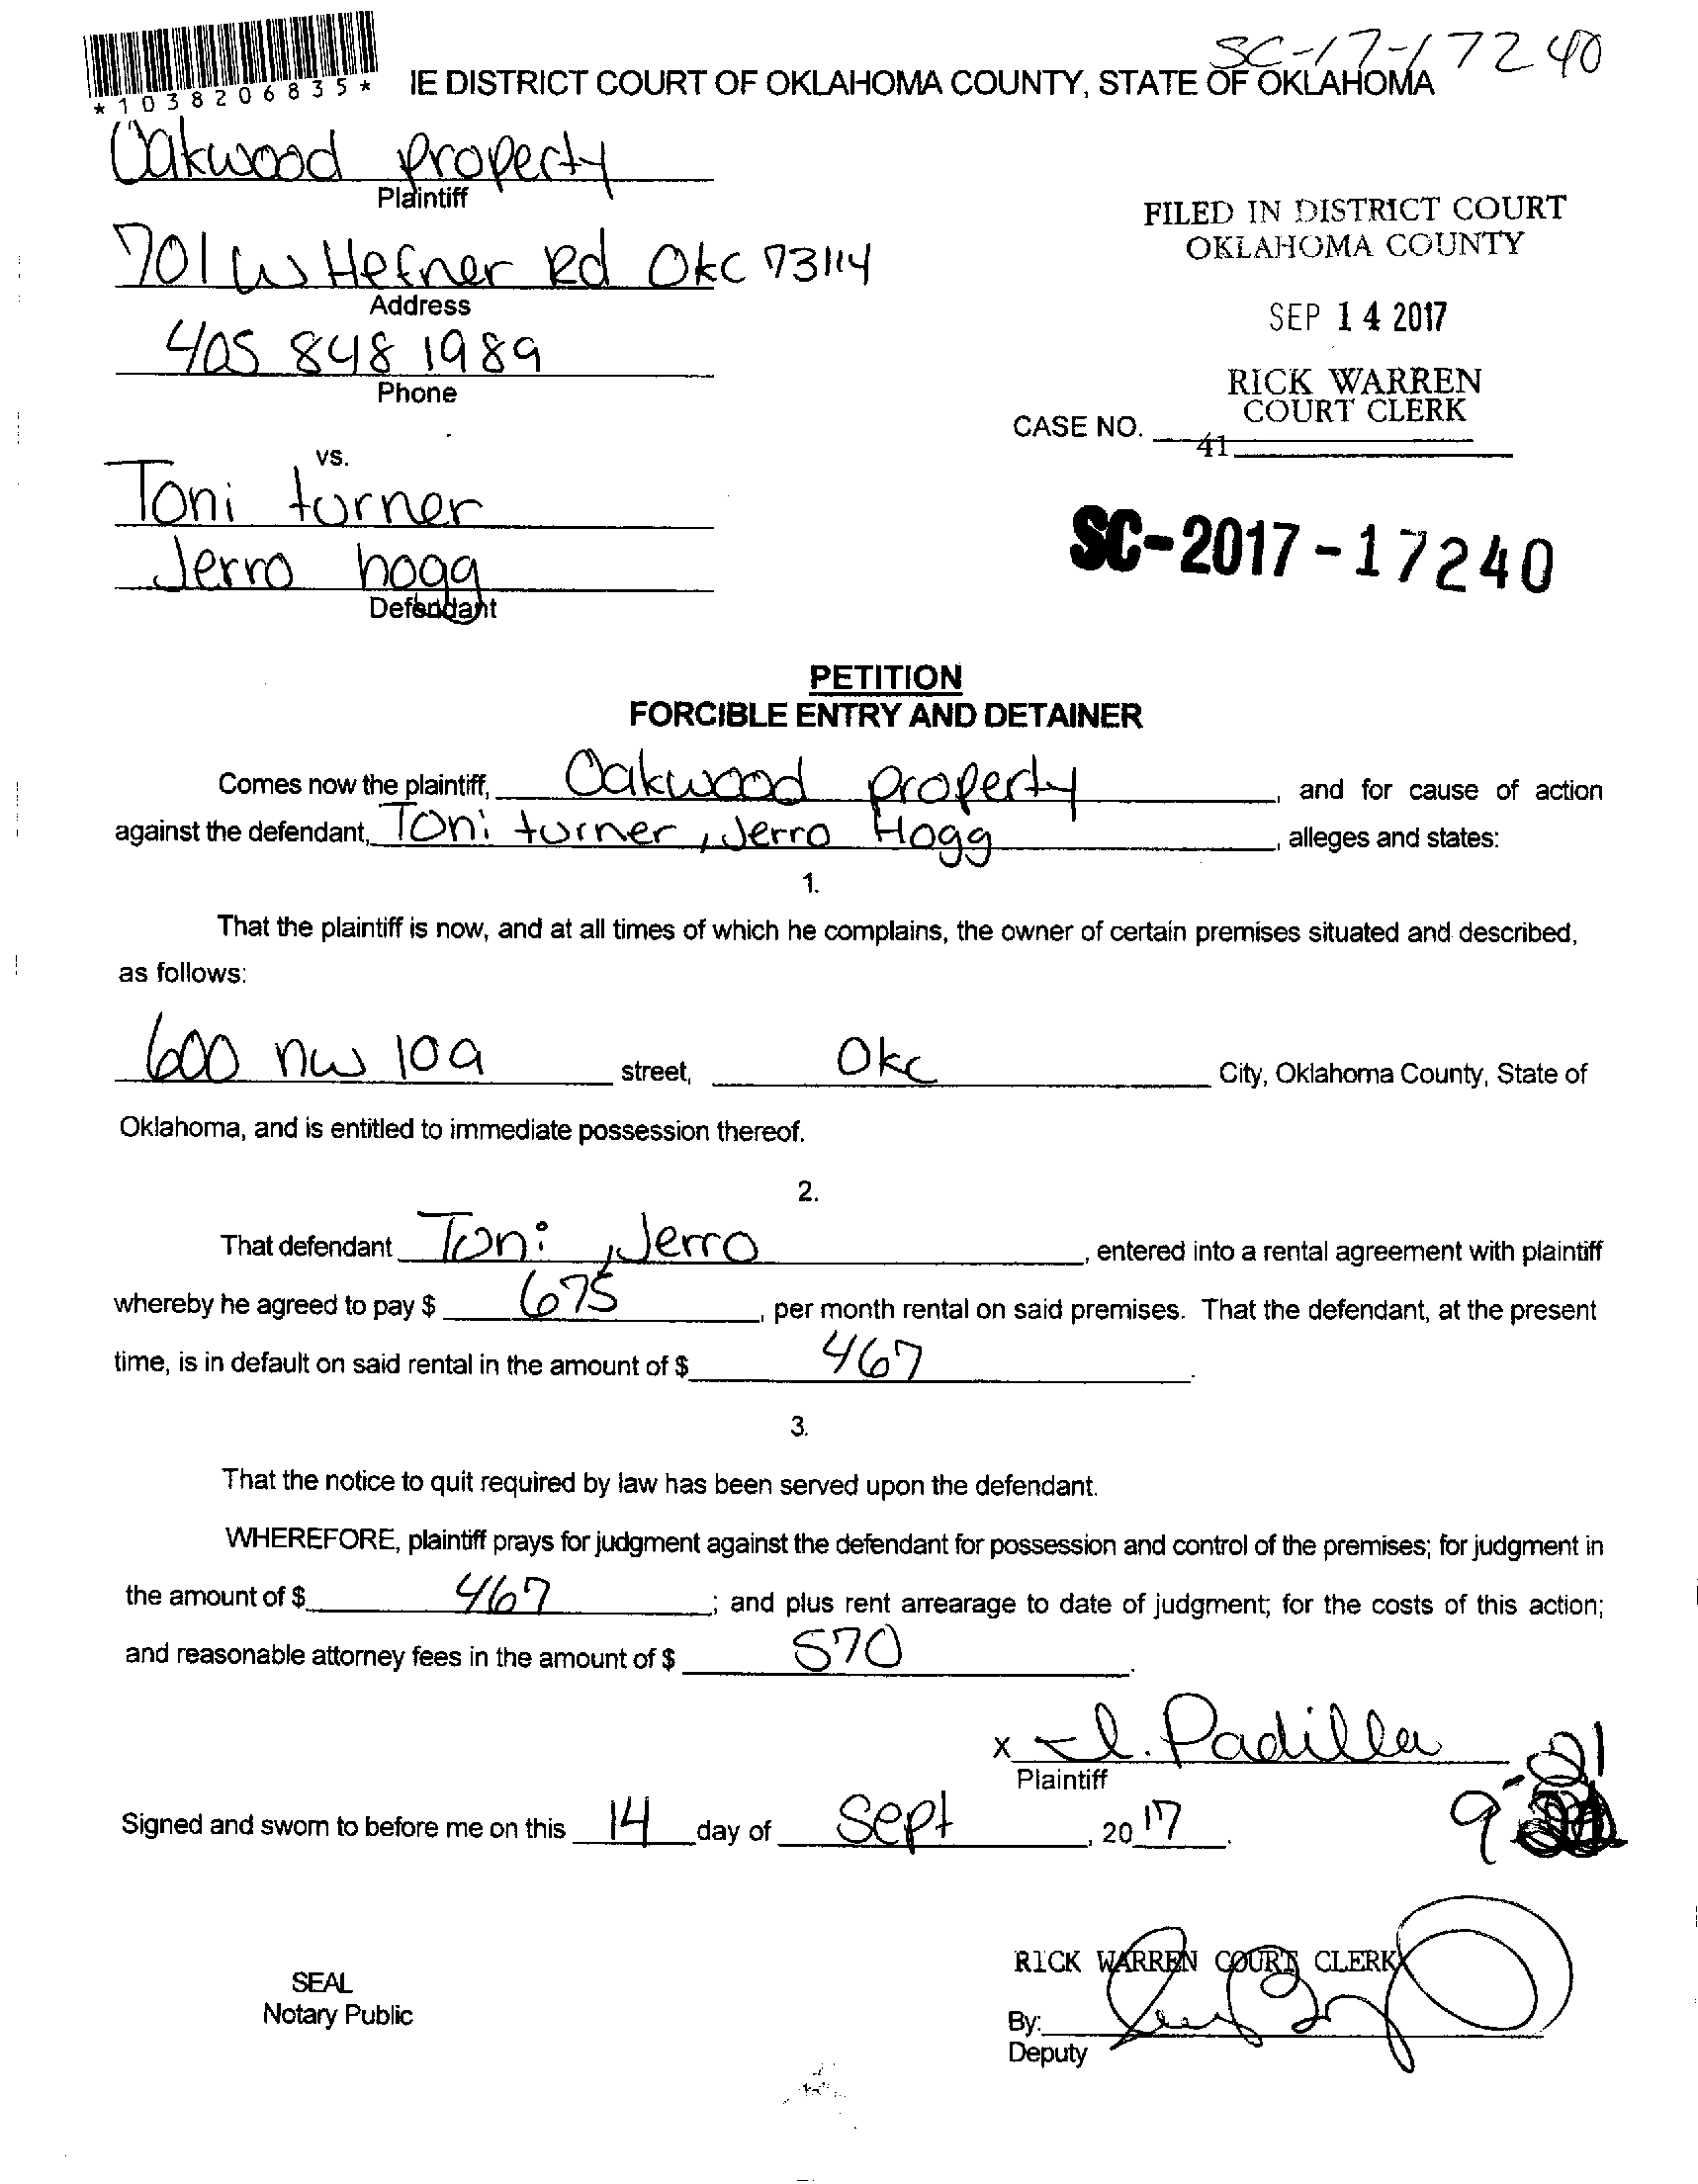 SC-17-17240
*1038206835*
IE DISTRICT COURT OF OKLAHOMA COUNTY, STATE OF OKLAHOMA
Oakwood property
Plaintiff
701 W Hefner Rd OKC 73114
Address
405 848 1989
Phone
FILED IN DISTRICT COURT
OKLAHOMA COUNTY
SEP 14 2017
RICK WARREN
COURT CLERK
CASE NO.
41
vs.
Toni turner
Jerro hogg
Defendant
SC-2017-17240
PETITION
FORCIBLE ENTRY AND DETAINER
Comes now the plaintiff, Oakwood property, and for cause of action
against the defendant, Toni turner, Jerro Hogg, alleges and states:
1.
That the plaintiff is now, and at all times of which he complains, the owner of certain premises situated and described,
as follows:
600 nw 109 street, Okc City, Oklahoma County, State of
Oklahoma, and is entitled to immediate possession thereof.
2.
That defendant Toni, Jerro, entered into a rental agreement with plaintiff
whereby he agreed to pay $ 675, per month rental on said premises. That the defendant, at the present
time, is in default on said rental in the amount of $ 467.
3.
That the notice to quit required by law has been served upon the defendant.
WHEREFORE, plaintiff prays for judgment against the defendant for possession and control of the premises; for judgment in
the amount of $ 467; and plus rent arrearage to date of judgment; for the costs of this action;
and reasonable attorney fees in the amount of $ 570.
x I. Padilla
Plaintiff
9-21
Signed and sworn to before me on this 14 day of Sept, 2017.
RICK WARREN COURT CLERK
SEAL
Notary Public
By:
Deputy